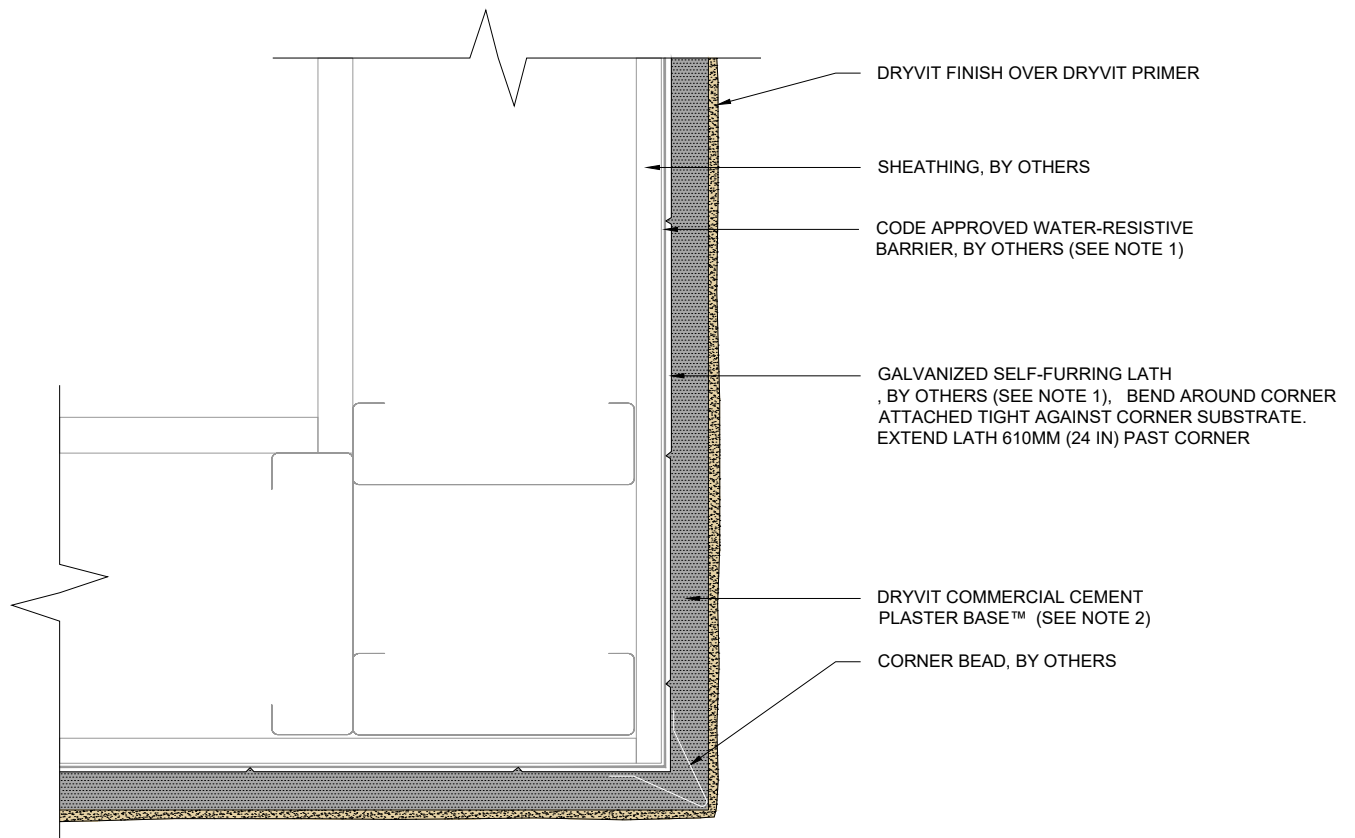 DRYVIT FINISH OVER DRYVIT PRIMER
SHEATHING, BY OTHERS
CODE APPROVED WATER-RESISTIVE
BARRIER, BY OTHERS (SEE NOTE 1)
GALVANIZED SELF-FURRING LATH
, BY OTHERS (SEE NOTE 1), BEND AROUND CORNER
ATTACHED TIGHT AGAINST CORNER SUBSTRATE.
EXTEND LATH 610MM (24 IN) PAST CORNER
DRYVIT COMMERCIAL CEMENT
PLASTER BASE™ (SEE NOTE 2)
CORNER BEAD, BY OTHERS